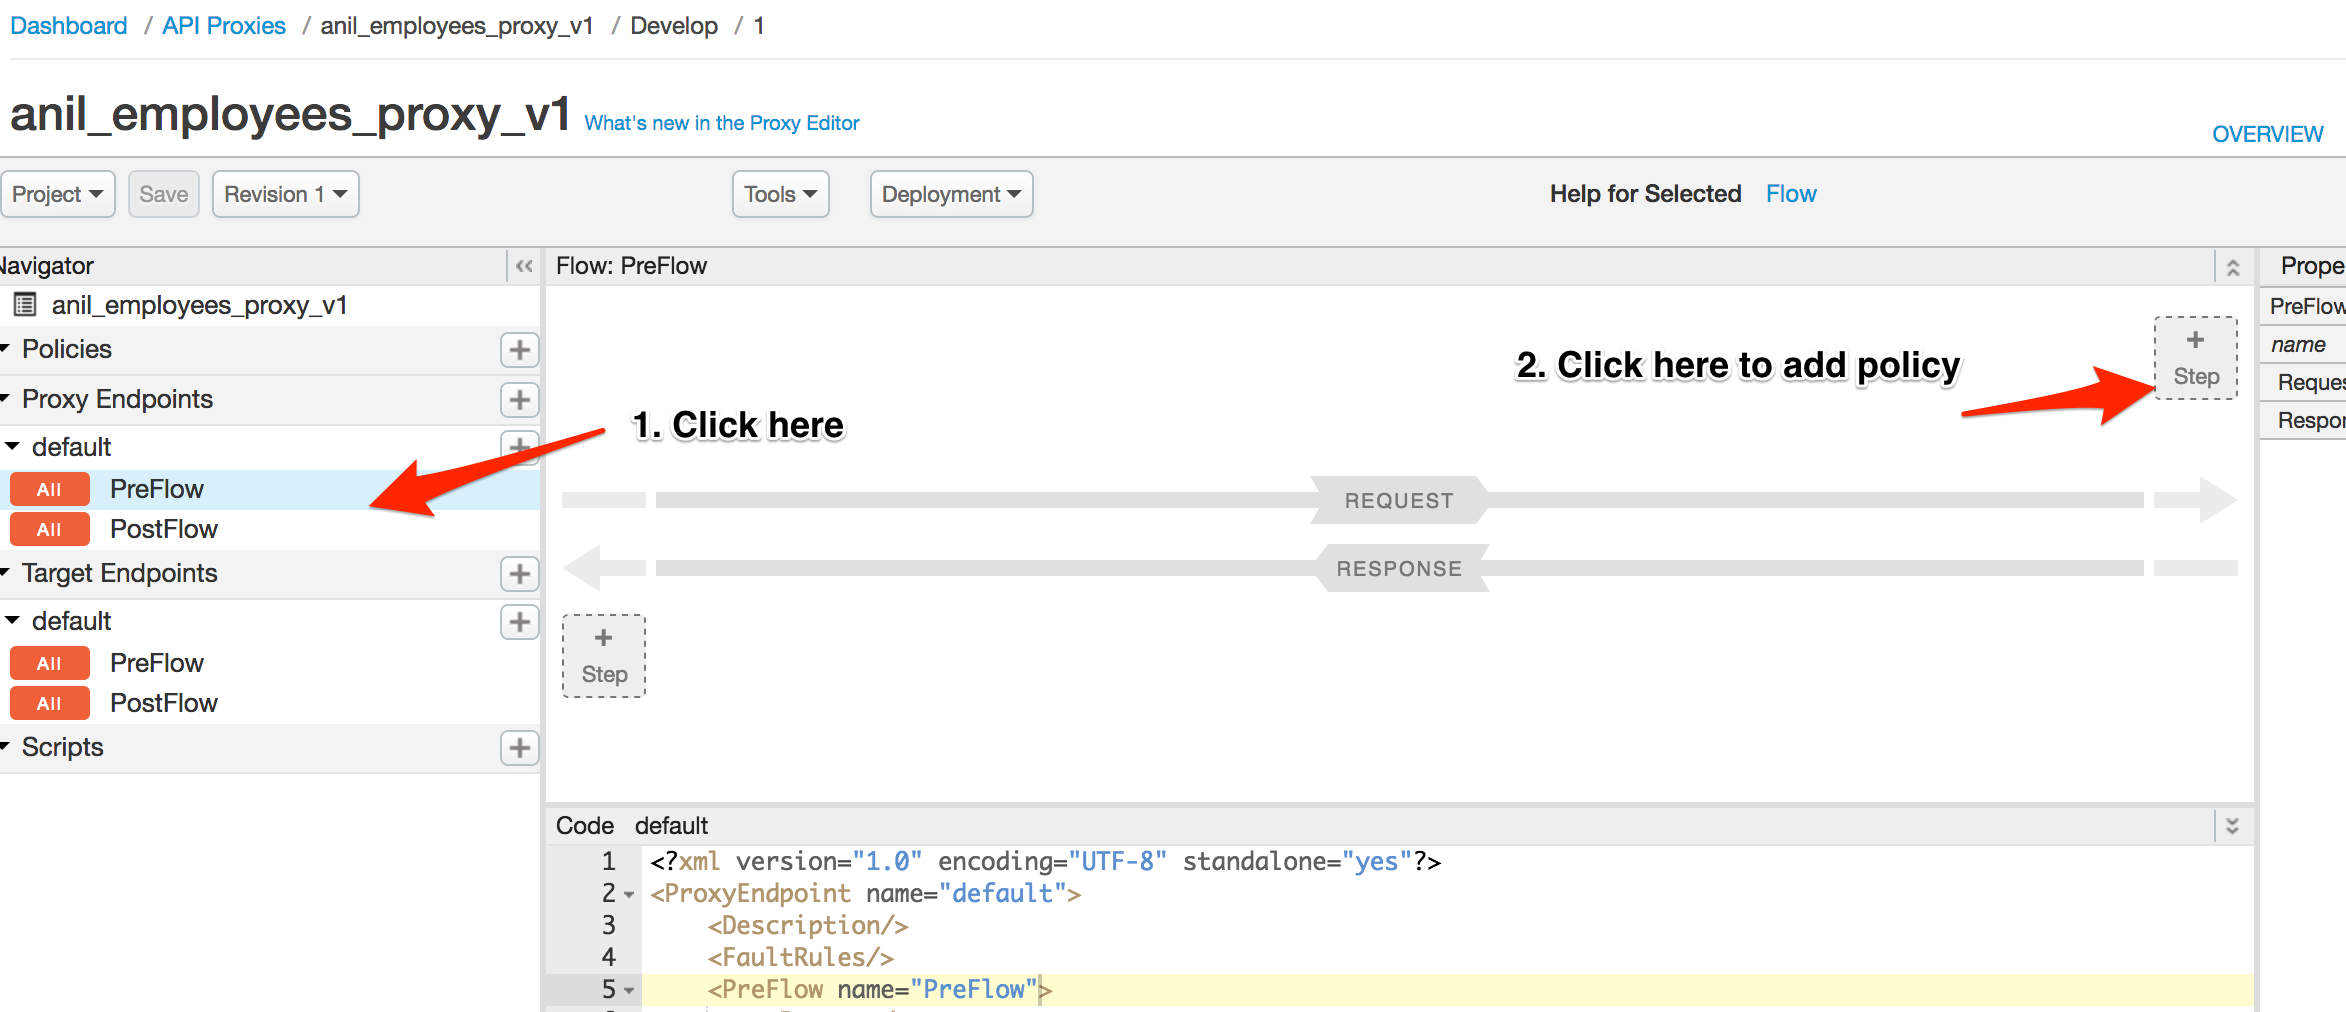 Dashboard / API Proxies / anil_employees_proxy_v1 / Develop / 1
anil_employees_proxy_v1 What's new in the Proxy Editor
OVERVIEW
Project Save Revision 1 Tools Deployment Help for Selected Flow
Navigator
anil_employees_proxy_v1
Policies
Proxy Endpoints
default
All PreFlow
All PostFlow
Target Endpoints
default
All PreFlow
All PostFlow
Scripts
Flow: PreFlow
+
Step
2. Click here to add policy
1. Click here
REQUEST
RESPONSE
+
Step
Prope
PreFlow
name
Reques
Respon
Code default
1 <?xml version="1.0" encoding="UTF-8" standalone="yes"?>
2 <ProxyEndpoint name="default">
3 <Description/>
4 <FaultRules/>
5 <PreFlow name="PreFlow">